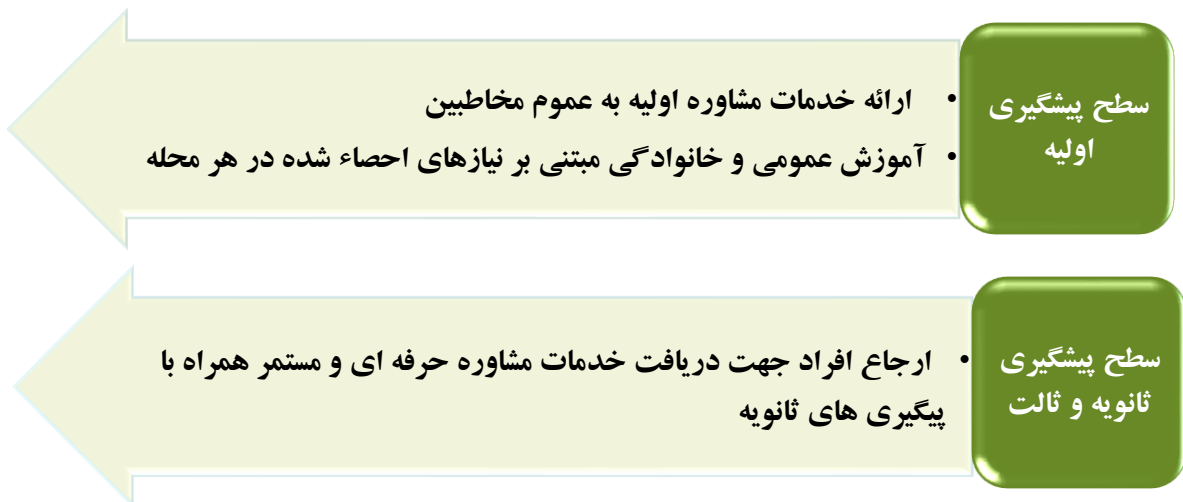 سطح پیشگیری
اولیه
• ارائه خدمات مشاوره اولیه به عموم مخاطبین
• آموزش عمومی و خانوادگی مبتنی بر نیازهای احصاء شده در هر محله
سطح پیشگیری
ثانویه و ثالت
• ارجاع افراد جهت دریافت خدمات مشاوره حرفه ای و مستمر همراه با
پیگیری های ثانویه